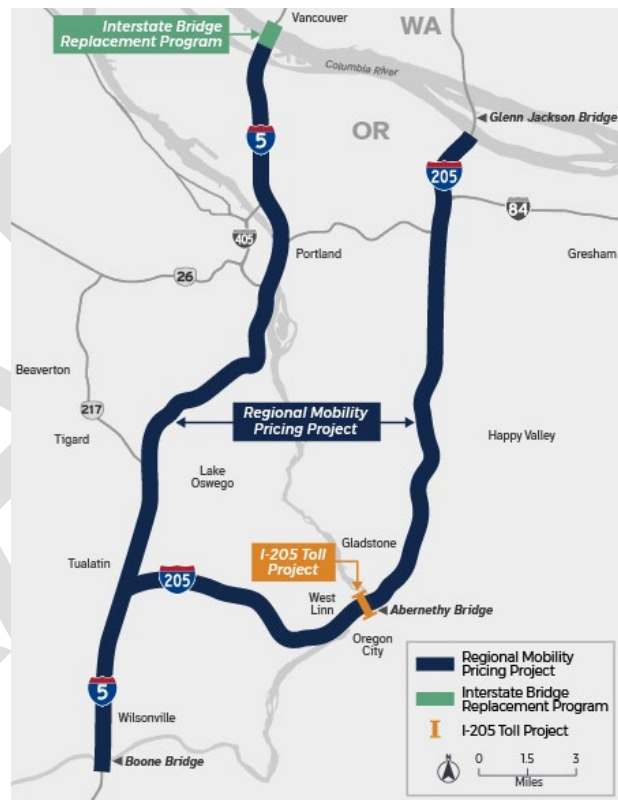 Interstate Bridge
Replacement Program
Vancouver
WA
Columbia River
Glenn Jackson Bridge
OR
5
205
84
405
Portland
Gresham
26
Beaverton
217
Regional Mobility
Pricing Project
Tigard
Happy Valley
Lake
Oswego
Gladstone
I-205 Toll
Project
Tualatin
205
West
Linn
Abernethy Bridge
Oregon
City
5
Wilsonville
Boone Bridge
Regional Mobility
Pricing Project
Interstate Bridge
Replacement Program
I-205 Toll Project
N
0 1.5 3
Miles